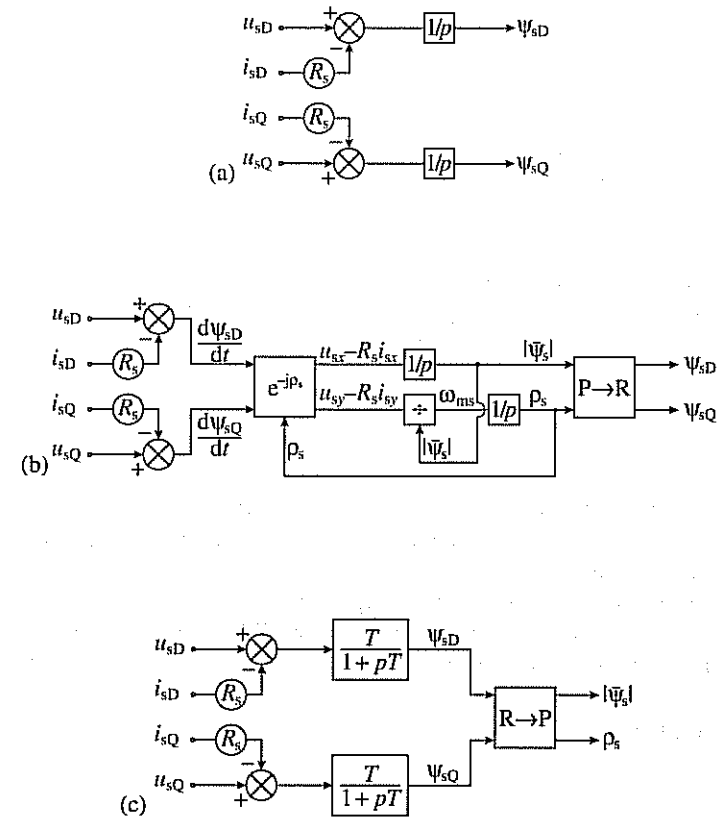 u_sD + 1/p ψ_sD
−
i_sD R_s
i_sQ R_s
−
(a) u_sQ + 1/p ψ_sQ
u_sD +
−
i_sD R_s
dψ_sD/dt
i_sQ R_s
−
dψ_sQ/dt
(b) u_sQ +
e^−jρ_s
u_sx–R_s i_sx 1/p |ψ̄_s|
u_sy–R_s i_sy ÷ ω_ms 1/p ρ_s
ρ_s |ψ̄_s|
P→R
ψ_sD
ψ_sQ
u_sD + T/(1 + pT) ψ_sD
−
i_sD R_s
R→P |ψ̄_s|
ρ_s
i_sQ R_s
−
(c) u_sQ + T/(1 + pT) ψ_sQ